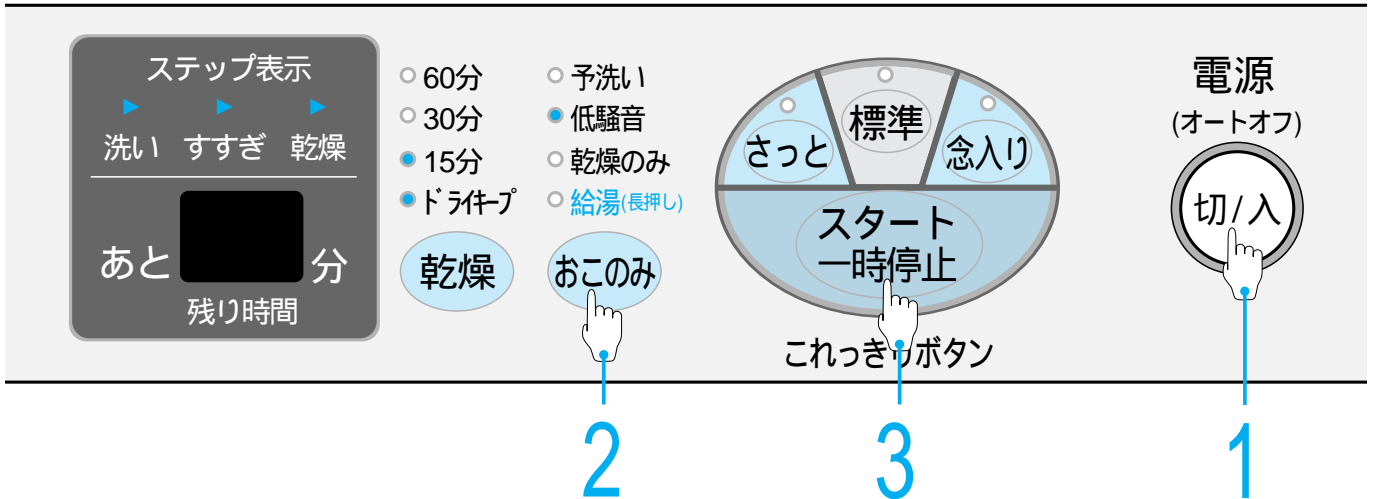 ステップ表示
洗い すすぎ 乾燥
あと 分
残り時間
60分
30分
15分
ドライキープ
乾燥
予洗い
低騒音
乾燥のみ
給湯(長押し)
おこのみ
さっと
標準
念入り
スタート
一時停止
これっきりボタン
電源
(オートオフ)
切/入
2
3
1